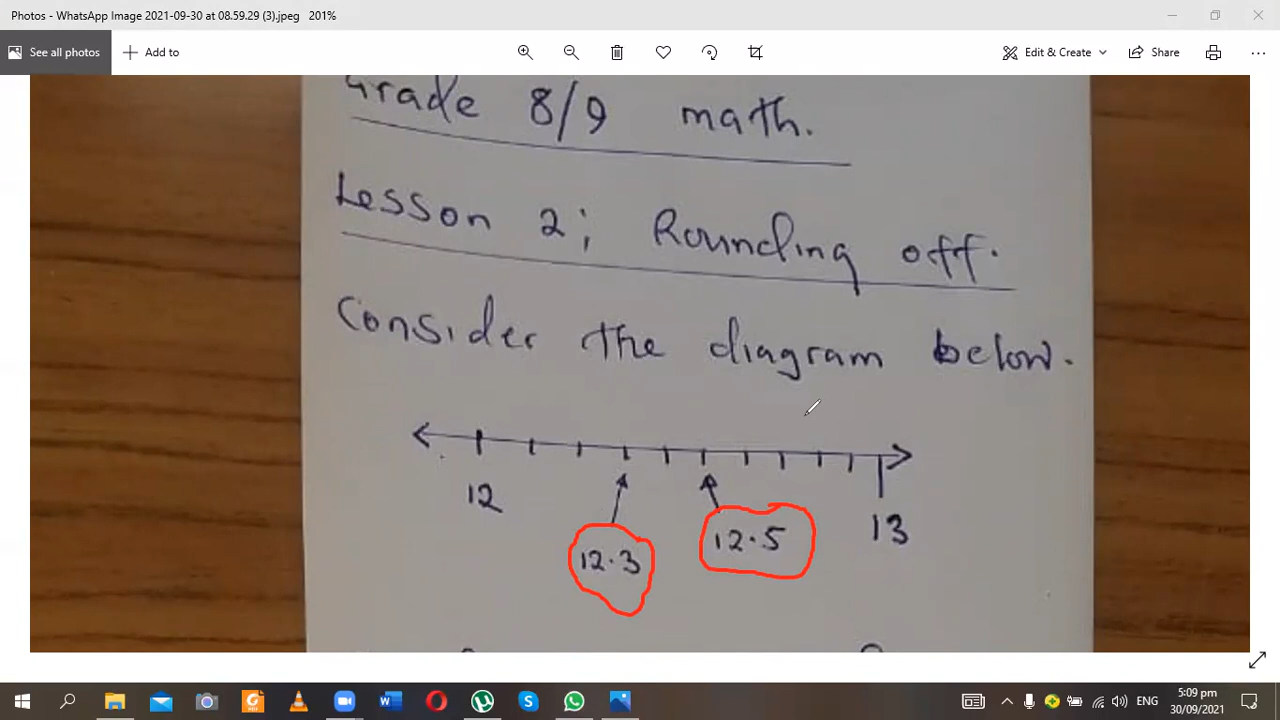 Photos - WhatsApp Image 2021-09-30 at 08.59.29 (3).jpeg 201%
See all photos
Add to
Edit & Create
Share
Grade 8/9 math.
Lesson 2; Rounding off.
Consider the diagram below.
12
12.3
12.5
13
ENG
5:09 pm
30/09/2021